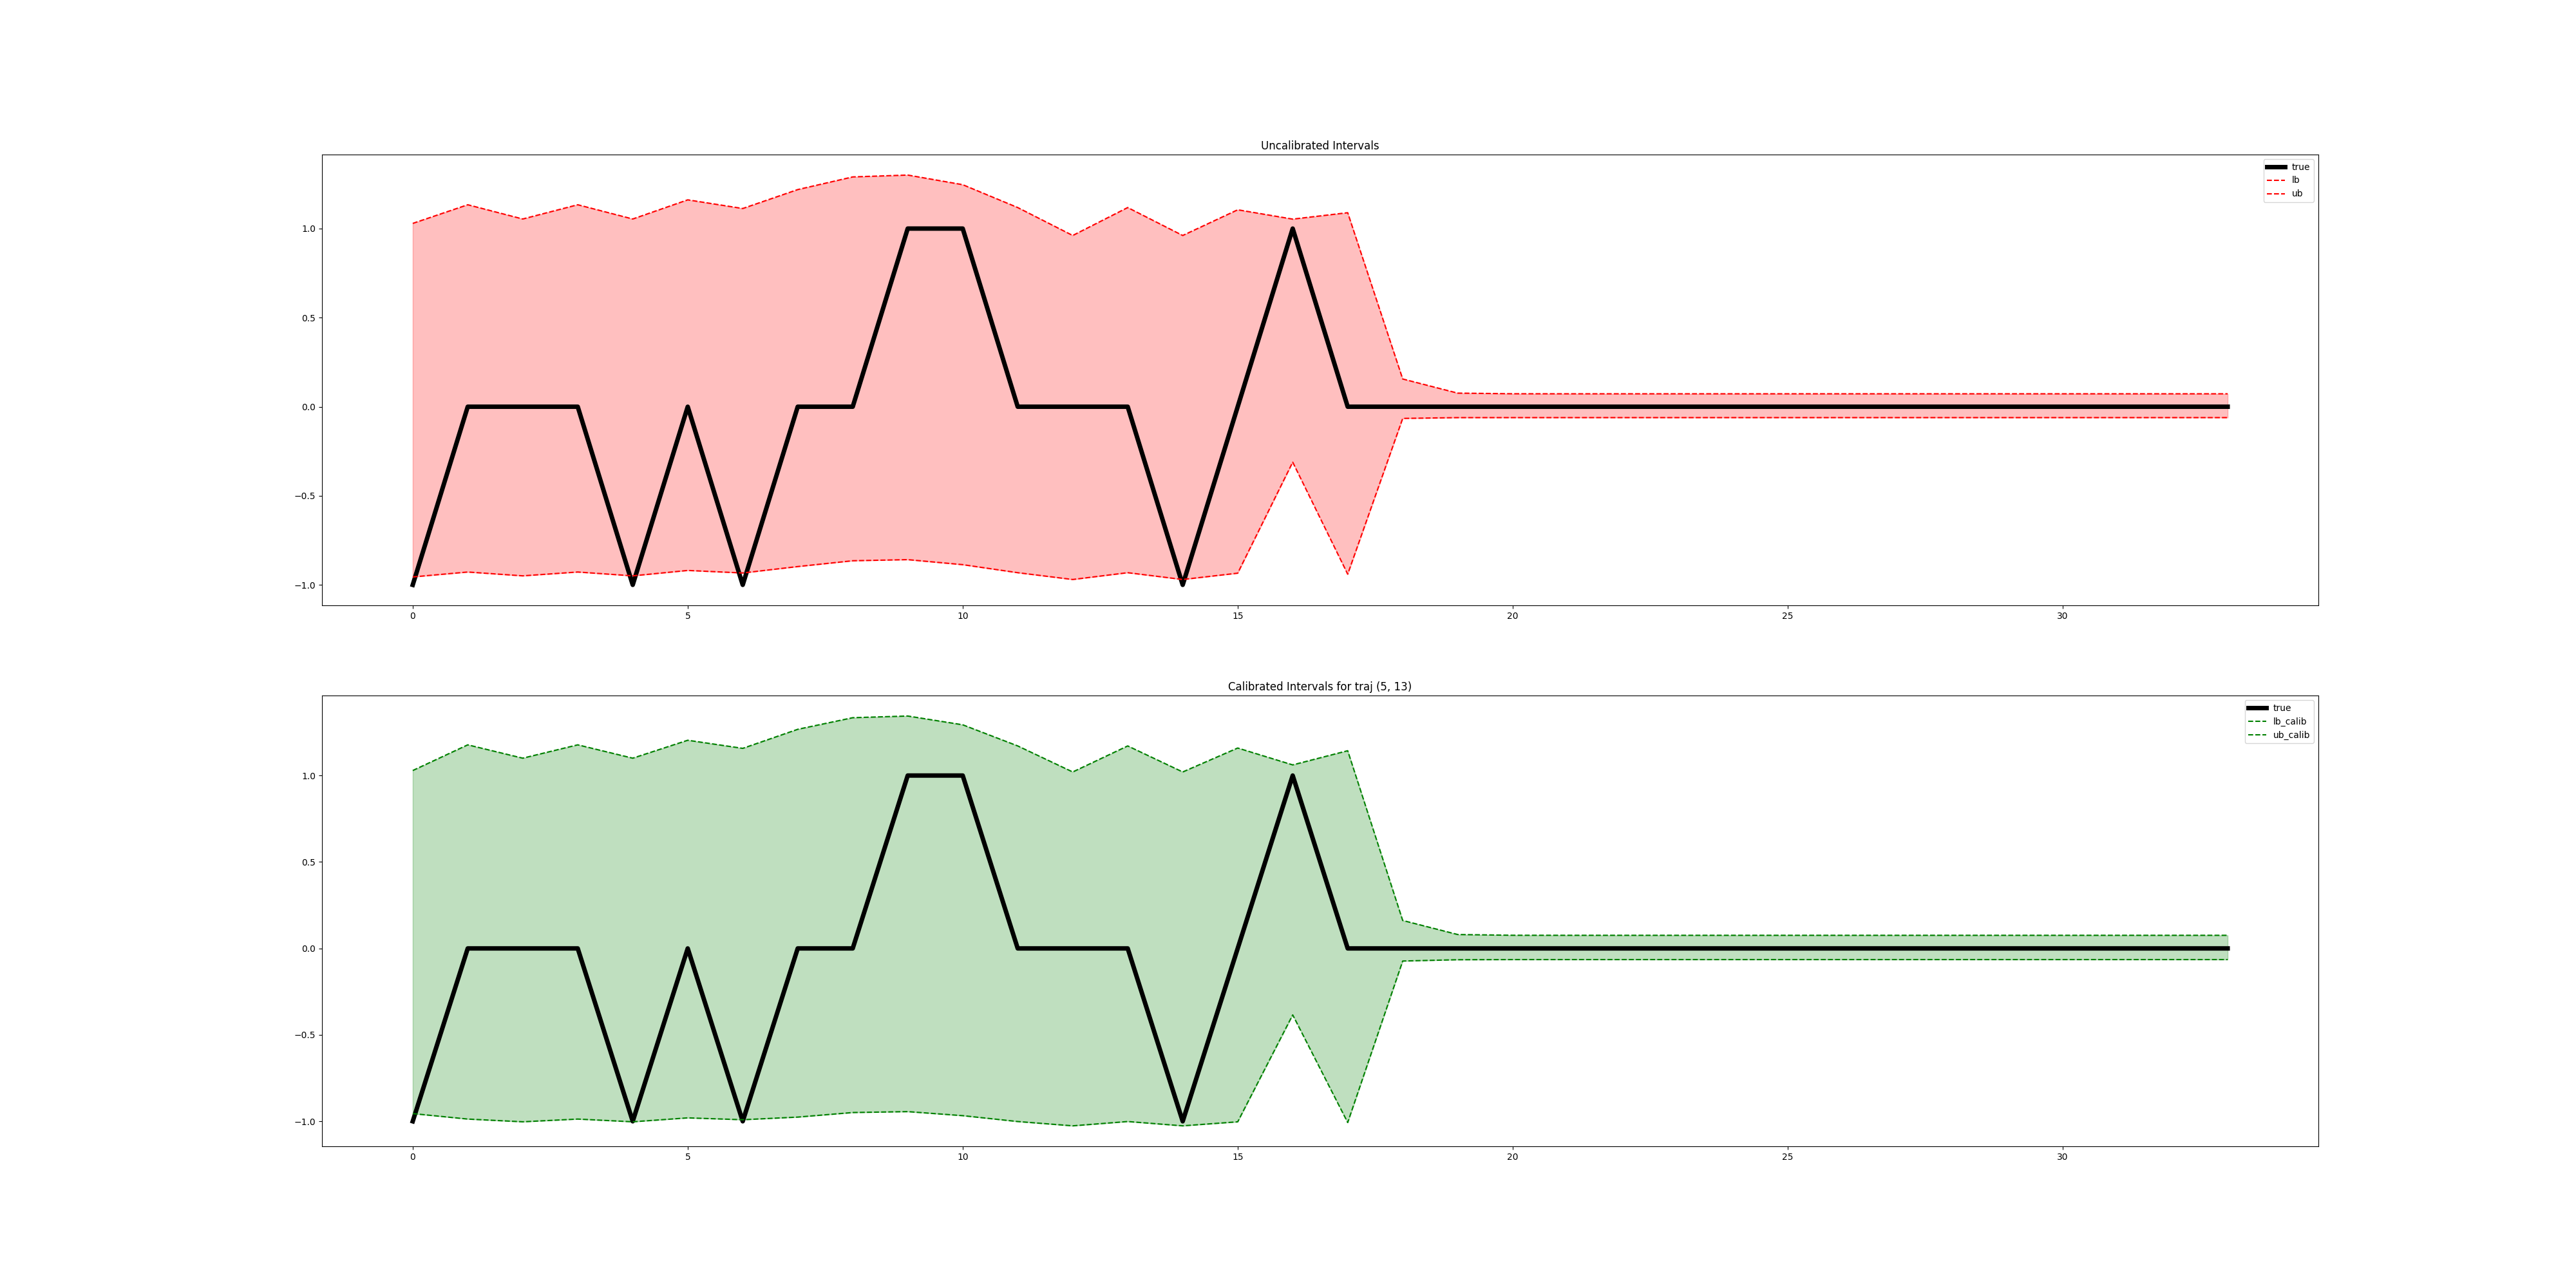 Uncalibrated Intervals
true
lb
ub
1.0
0.5
0.0
−0.5
−1.0
0 5 10 15 20 25 30
Calibrated Intervals for traj (5, 13)
true
lb_calib
ub_calib
1.0
0.5
0.0
−0.5
−1.0
0 5 10 15 20 25 30